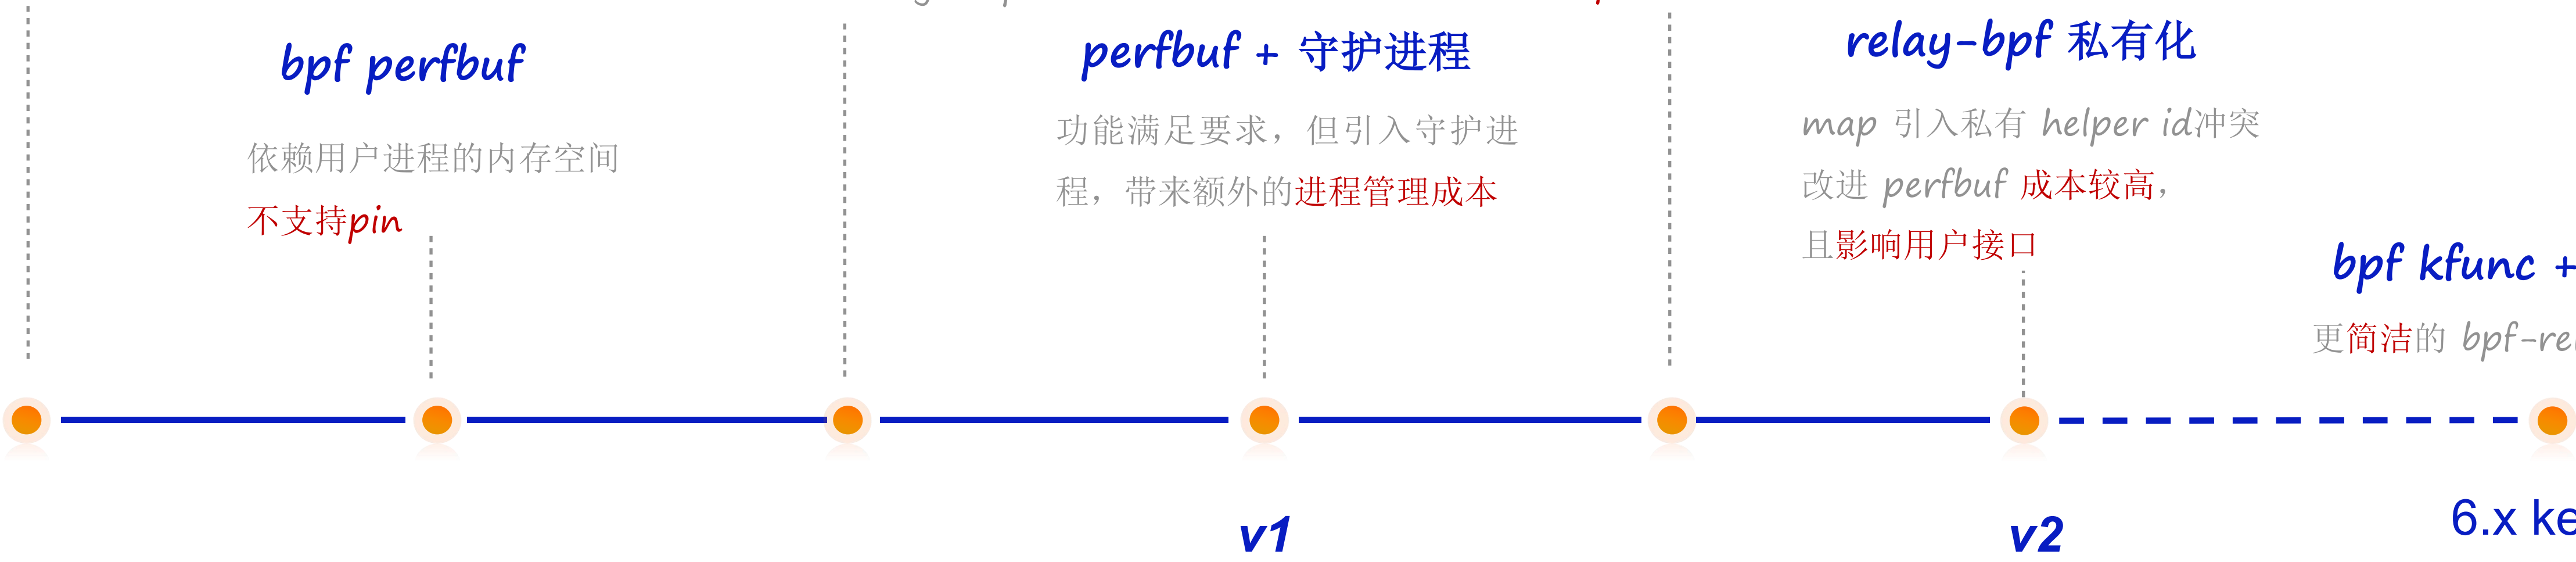 bpf perfbuf
依赖用户进程的内存空间
不支持pin
perfbuf + 守护进程
功能满足要求，但引入守护进
程，带来额外的进程管理成本
v1
relay-bpf 私有化
map 引入私有 helper id冲突
改进 perfbuf 成本较高，
且影响用户接口
v2
bpf kfunc +
更简洁的
6.x